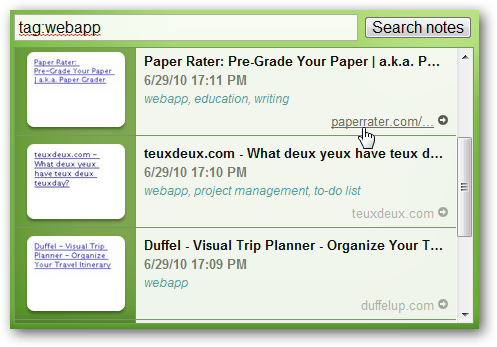 tag:webapp
Search notes
Paper Rater:
Pre-Grade Your Paper
| a.k.a. Paper Grader
Paper Rater: Pre-Grade Your Paper | a.k.a. P...
6/29/10 17:11 PM
webapp, education, writing
paperrater.com/...
teuxdeux.com -
What deux yeux
have teux deux
teuxday?
teuxdeux.com - What deux yeux have teux d...
6/29/10 17:10 PM
webapp, project management, to-do list
teuxdeux.com
Duffel - Visual Trip
Planner - Organize
Your Travel Itinerary
Duffel - Visual Trip Planner - Organize Your T...
6/29/10 17:09 PM
webapp
duffelup.com